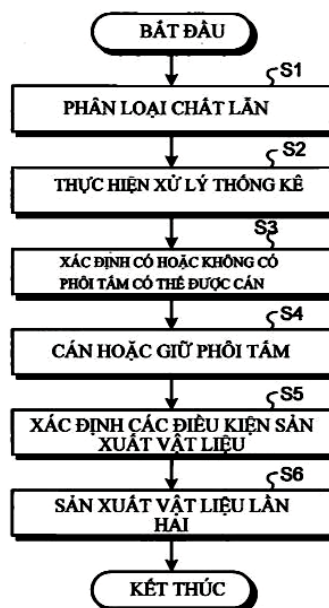 BẮT ĐẦU
S1
PHÂN LOẠI CHẤT LẪN
S2
THỰC HIỆN XỬ LÝ THỐNG KÊ
S3
XÁC ĐỊNH CÓ HOẶC KHÔNG CÓ
PHÔI TẤM CÓ THỂ ĐƯỢC CÁN
S4
CÁN HOẶC GIỮ PHÔI TẤM
S5
XÁC ĐỊNH CÁC ĐIỀU KIỆN SẢN
XUẤT VẬT LIỆU
S6
SẢN XUẤT VẬT LIỆU LẦN
HAI
KẾT THÚC